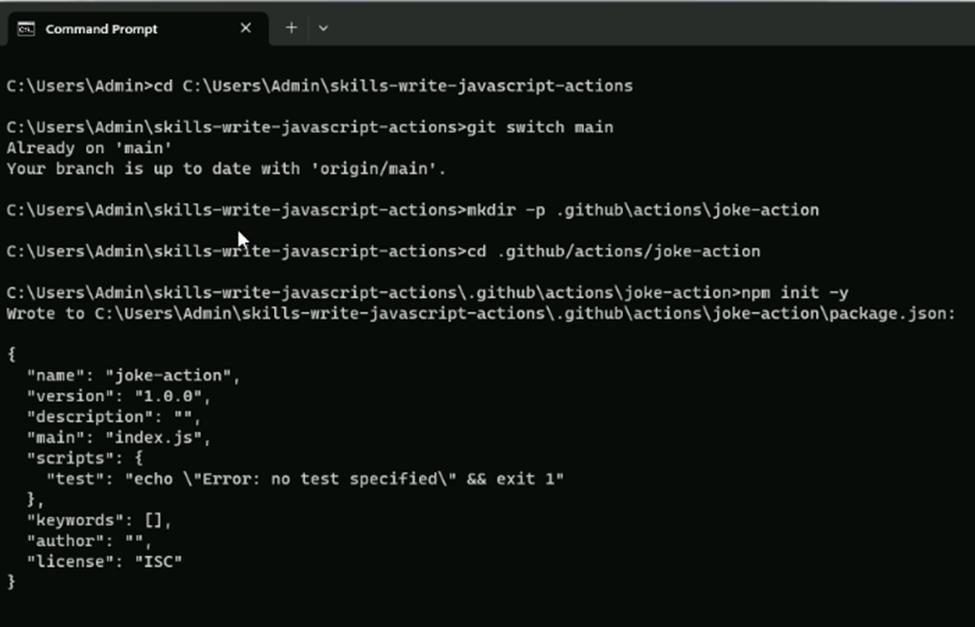 Command Prompt
C:\Users\Admin>cd C:\Users\Admin\skills-write-javascript-actions
C:\Users\Admin\skills-write-javascript-actions>git switch main
Already on 'main'
Your branch is up to date with 'origin/main'.
C:\Users\Admin\skills-write-javascript-actions>mkdir -p .github\actions\joke-action
C:\Users\Admin\skills-write-javascript-actions>cd .github/actions/joke-action
C:\Users\Admin\skills-write-javascript-actions\.github\actions\joke-action>npm init -y
Wrote to C:\Users\Admin\skills-write-javascript-actions\.github\actions\joke-action\package.json:
{
  "name": "joke-action",
  "version": "1.0.0",
  "description": "",
  "main": "index.js",
  "scripts": {
    "test": "echo \"Error: no test specified\" && exit 1"
  },
  "keywords": [],
  "author": "",
  "license": "ISC"
}